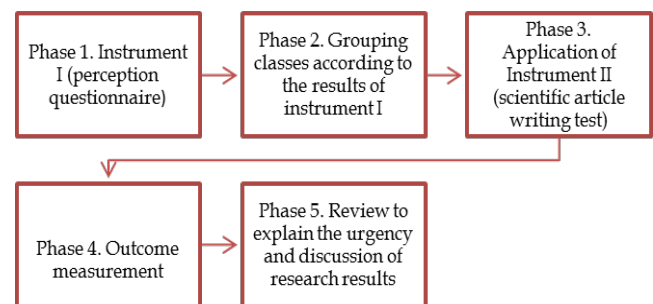 Phase 1. Instrument
I (perception
questionnaire)
Phase 2. Grouping
classes according to
the results of
instrument I
Phase 3.
Application of
Instrument II
(scientific article
writing test)
Phase 4. Outcome
measurement
Phase 5. Review to
explain the urgency
and discussion of
research results